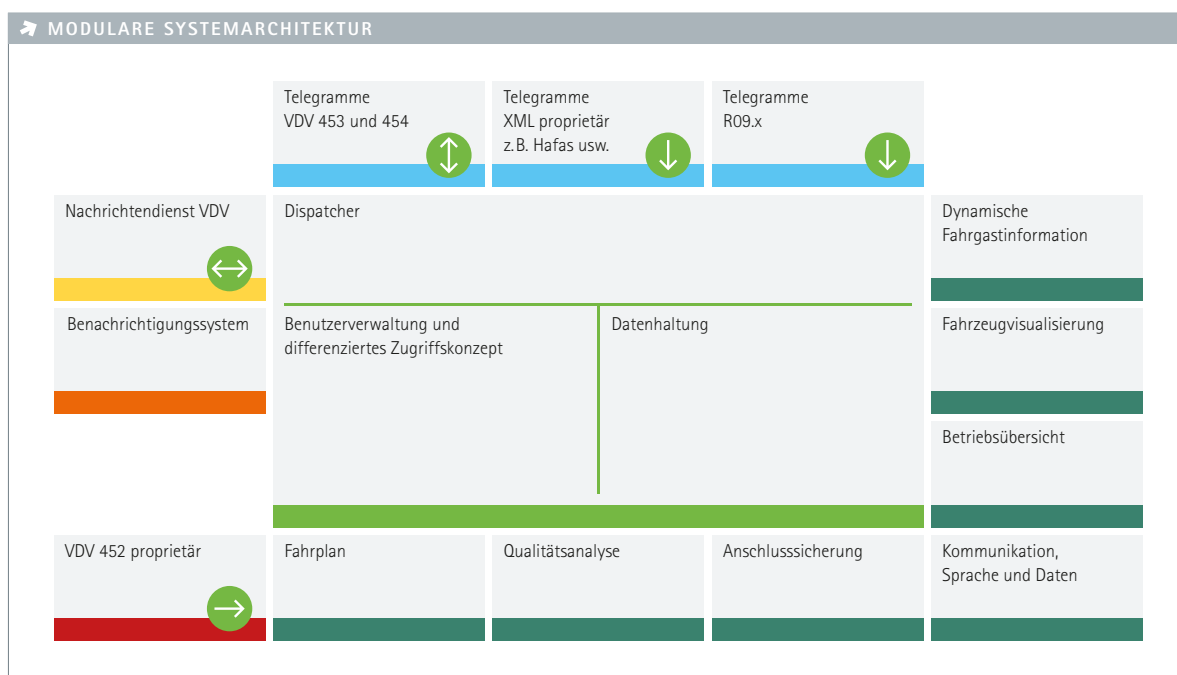 MODULARE SYSTEMARCHITEKTUR
Telegramme
VDV 453 und 454
Telegramme
XML proprietär
z.B. Hafas usw.
Telegramme
R09.x
Nachrichtendienst VDV
Dispatcher
Dynamische
Fahrgastinformation
Benachrichtigungssystem
Benutzerverwaltung und
differenziertes Zugriffskonzept
Datenhaltung
Fahrzeugvisualisierung
Betriebsübersicht
VDV 452 proprietär
Fahrplan
Qualitätsanalyse
Anschlusssicherung
Kommunikation,
Sprache und Daten